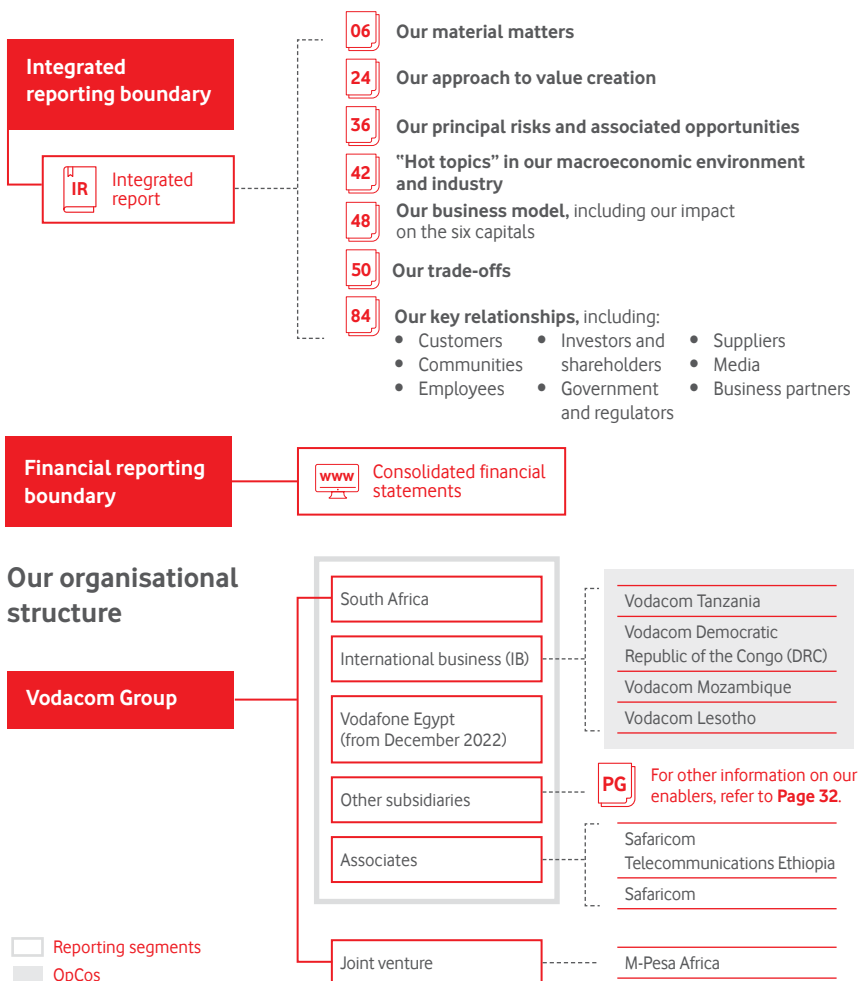 Integrated
reporting boundary
IR
Integrated
report
06
Our material matters
24
Our approach to value creation
36
Our principal risks and associated opportunities
42
"Hot topics" in our macroeconomic environment
and industry
48
Our business model, including our impact
on the six capitals
50
Our trade-offs
84
Our key relationships, including:
• Customers
• Communities
• Employees
• Investors and
shareholders
• Government
and regulators
• Suppliers
• Media
• Business partners
Financial reporting
boundary
www
Consolidated financial
statements
Our organisational
structure
Vodacom Group
South Africa
International business (IB)
Vodafone Egypt
(from December 2022)
Other subsidiaries
Associates
Joint venture
Vodacom Tanzania
Vodacom Democratic
Republic of the Congo (DRC)
Vodacom Mozambique
Vodacom Lesotho
PG
For other information on our
enablers, refer to Page 32.
Safaricom
Telecommunications Ethiopia
Safaricom
M-Pesa Africa
Reporting segments
OpCos